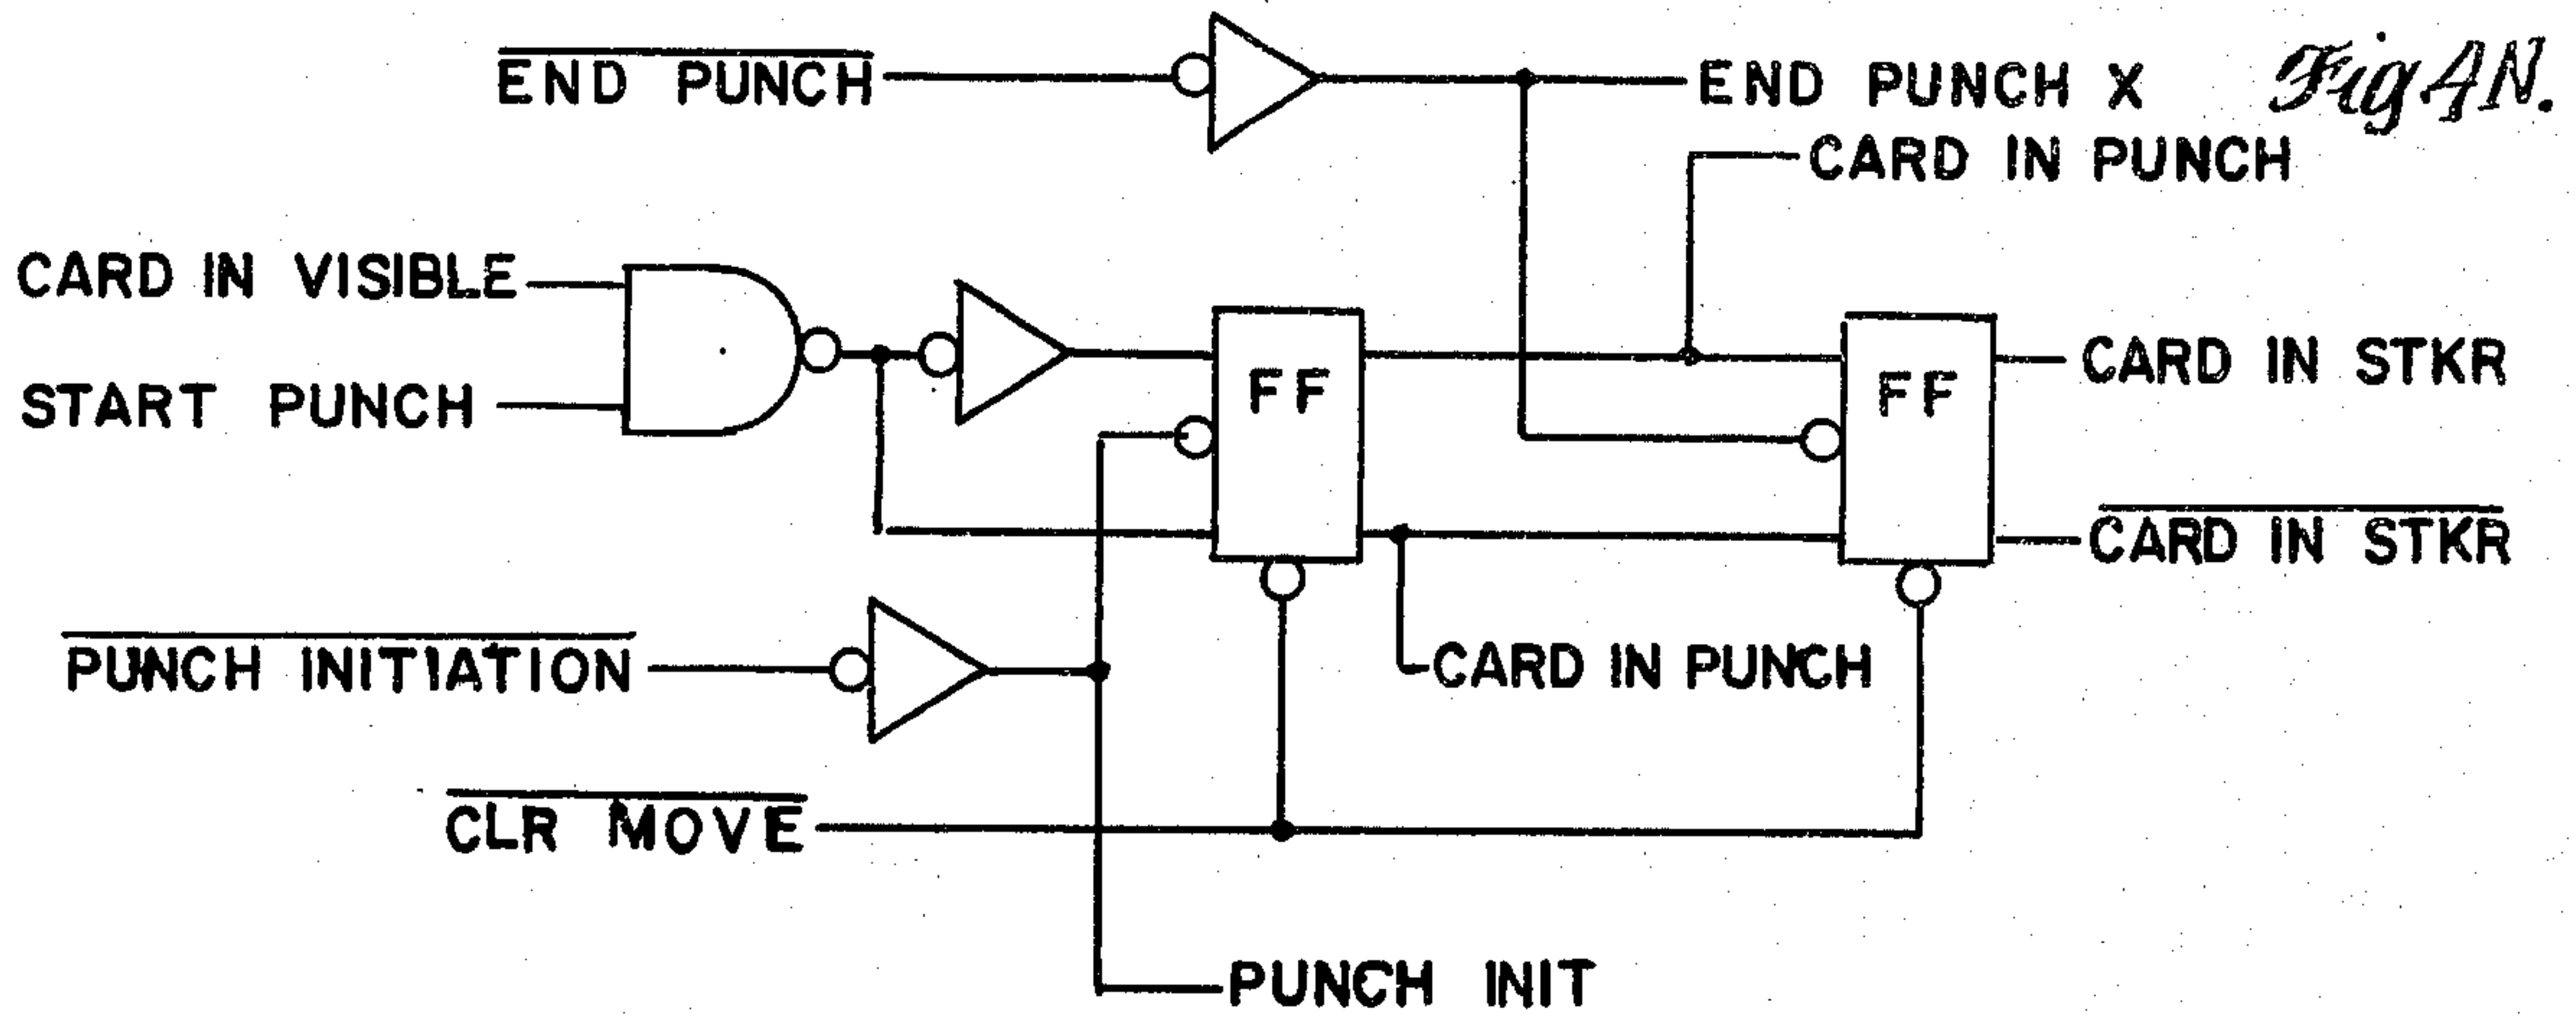 END PUNCH
END PUNCH X
Fig 4N.
CARD IN PUNCH
CARD IN VISIBLE
START PUNCH
FF
FF
CARD IN STKR
CARD IN STKR
PUNCH INITIATION
CARD IN PUNCH
CLR MOVE
PUNCH INIT